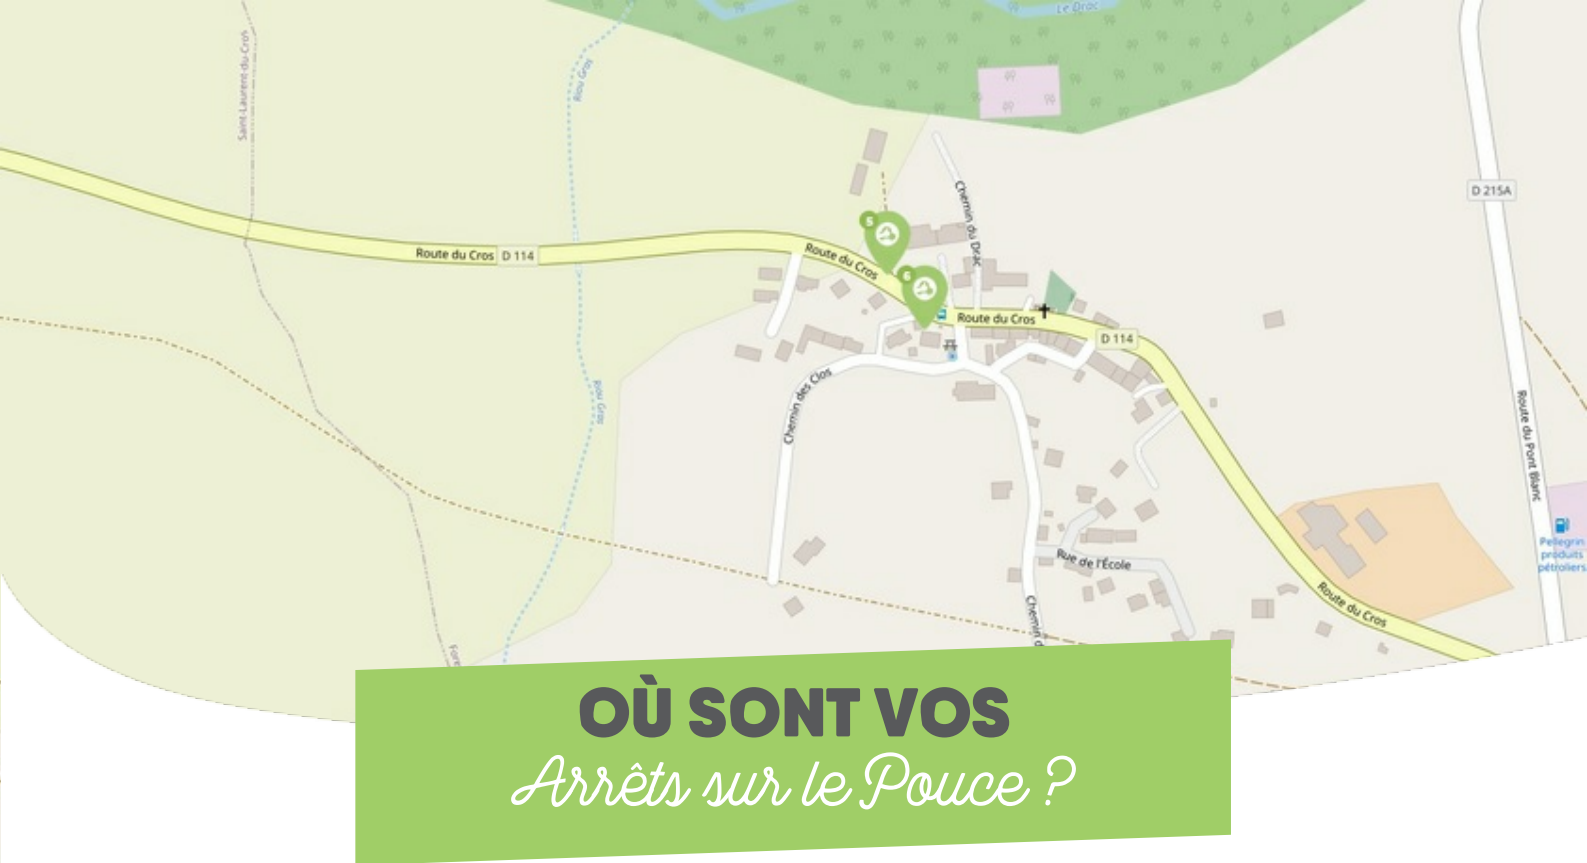 Le Drac
Saint-Laurent-du-Cros
Riou Gros
D 215A
Chemin du Drac
5
Route du Cros
D 114
Route du Cros
6
Route du Cros
D 114
Chemin des Clos
Riou Gros
Route du Pont Blanc
Pellegrin
produits
pétroliers
Rue de l'École
Route du Cros
Chemin d
Fore
OÙ SONT VOS
Arrêts sur le Pouce ?